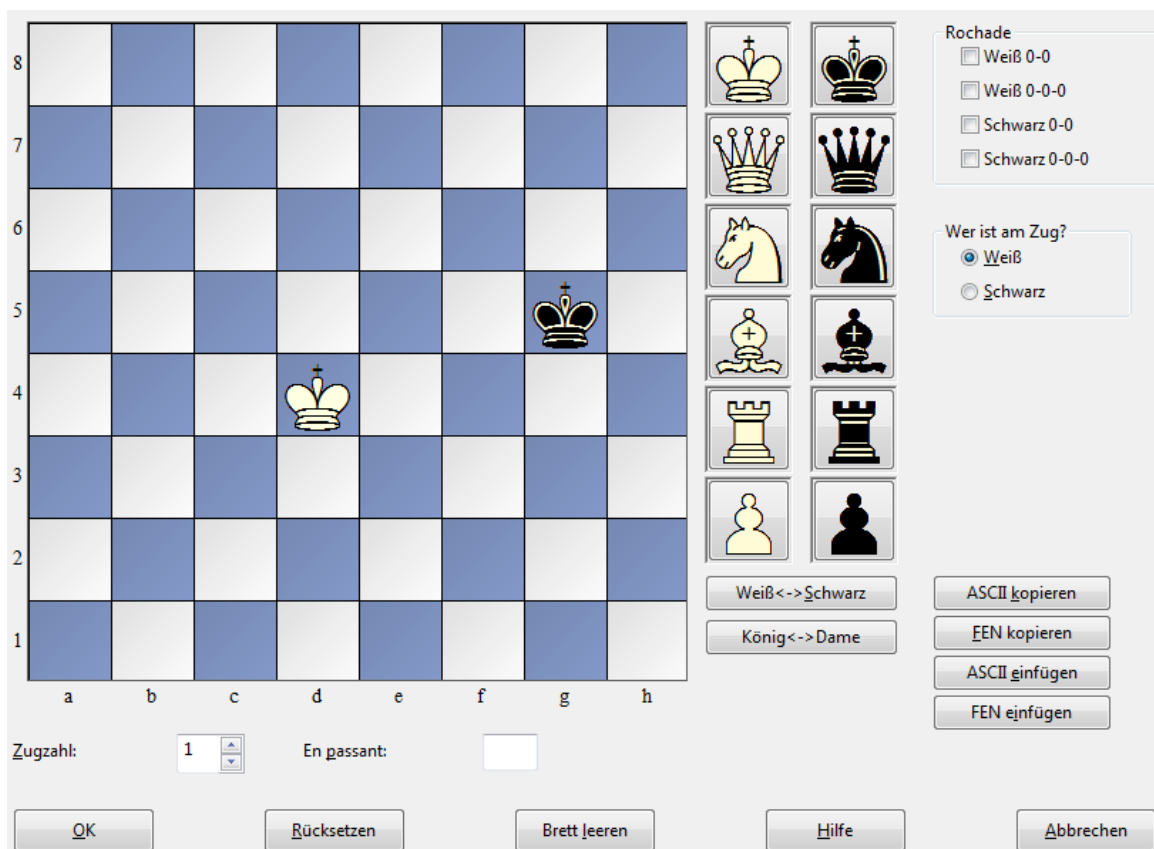 8
7
6
5
4
3
2
1
a b c d e f g h
Rochade
Weiß 0-0
Weiß 0-0-0
Schwarz 0-0
Schwarz 0-0-0
Wer ist am Zug?
Weiß
Schwarz
Weiß<->Schwarz
König<->Dame
ASCII kopieren
FEN kopieren
ASCII einfügen
FEN einfügen
Zugzahl: 1 En passant:
OK Rücksetzen Brett leeren Hilfe Abbrechen